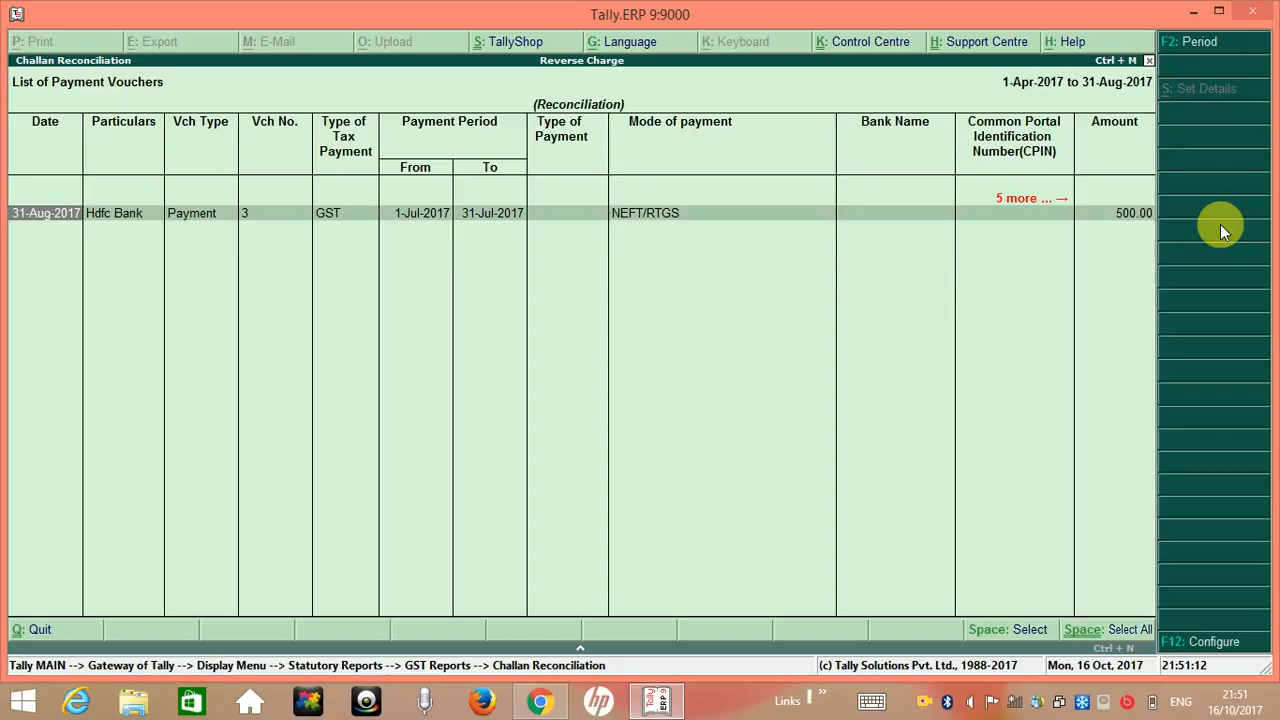 Tally.ERP 9:9000
P: Print E: Export M: E-Mail O: Upload S: TallyShop G: Language K: Keyboard K: Control Centre H: Support Centre H: Help F2: Period
Challan Reconciliation Reverse Charge Ctrl + M
List of Payment Vouchers 1-Apr-2017 to 31-Aug-2017
S: Set Details
(Reconciliation)
Date Particulars Vch Type Vch No. Type of Tax Payment Payment Period Type of Payment Mode of payment Bank Name Common Portal Identification Number(CPIN) Amount
From To
5 more ... →
31-Aug-2017 Hdfc Bank Payment 3 GST 1-Jul-2017 31-Jul-2017 NEFT/RTGS 500.00
Q: Quit Space: Select Space: Select All
F12: Configure
Ctrl + N
Tally MAIN --> Gateway of Tally --> Display Menu --> Statutory Reports --> GST Reports --> Challan Reconciliation (c) Tally Solutions Pvt. Ltd., 1988-2017 Mon, 16 Oct, 2017 21:51:12
Links » ENG 21:51
16/10/2017